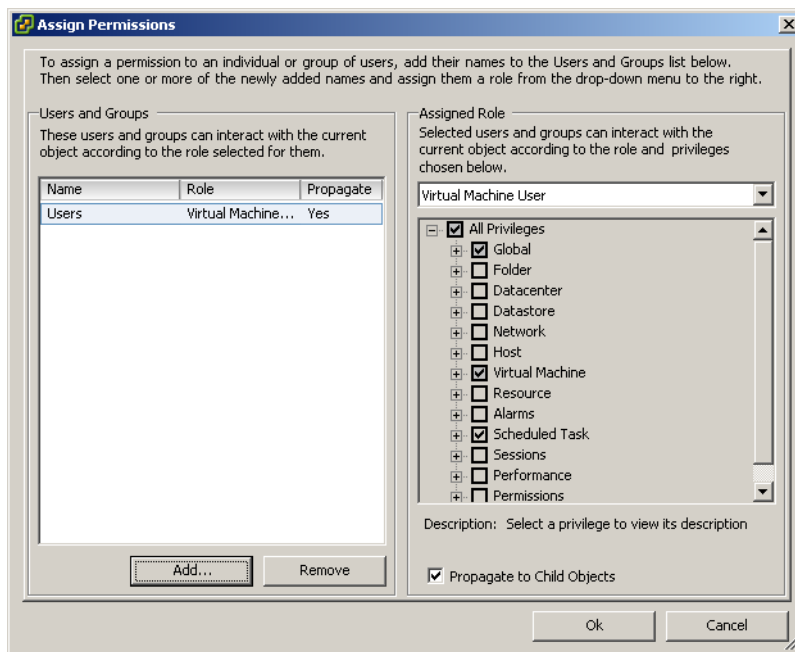 Assign Permissions
To assign a permission to an individual or group of users, add their names to the Users and Groups list below.
Then select one or more of the newly added names and assign them a role from the drop-down menu to the right.
Users and Groups
These users and groups can interact with the current
object according to the role selected for them.
Name Role Propagate
Users Virtual Machine... Yes
Add... Remove
Assigned Role
Selected users and groups can interact with the
current object according to the role and privileges
chosen below.
Virtual Machine User
All Privileges
Global
Folder
Datacenter
Datastore
Network
Host
Virtual Machine
Resource
Alarms
Scheduled Task
Sessions
Performance
Permissions
Description: Select a privilege to view its description
Propagate to Child Objects
Ok Cancel